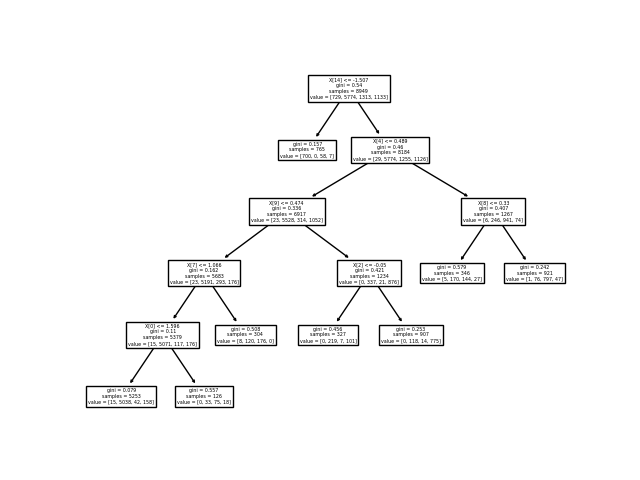 X[14] <= -1.507
gini = 0.54
samples = 8949
value = [729, 5774, 1313, 1133]
gini = 0.157
samples = 765
value = [700, 0, 58, 7]
X[4] <= 0.489
gini = 0.46
samples = 8184
value = [29, 5774, 1255, 1126]
X[9] <= 0.474
gini = 0.336
samples = 6917
value = [23, 5528, 314, 1052]
X[8] <= 0.33
gini = 0.407
samples = 1267
value = [6, 246, 941, 74]
X[7] <= 1.066
gini = 0.162
samples = 5683
value = [23, 5191, 293, 176]
X[2] <= -0.05
gini = 0.421
samples = 1234
value = [0, 337, 21, 876]
gini = 0.579
samples = 346
value = [5, 170, 144, 27]
gini = 0.242
samples = 921
value = [1, 76, 797, 47]
X[0] <= 1.596
gini = 0.11
samples = 5379
value = [15, 5071, 117, 176]
gini = 0.508
samples = 304
value = [8, 120, 176, 0]
gini = 0.456
samples = 327
value = [0, 219, 7, 101]
gini = 0.253
samples = 907
value = [0, 118, 14, 775]
gini = 0.079
samples = 5253
value = [15, 5038, 42, 158]
gini = 0.557
samples = 126
value = [0, 33, 75, 18]